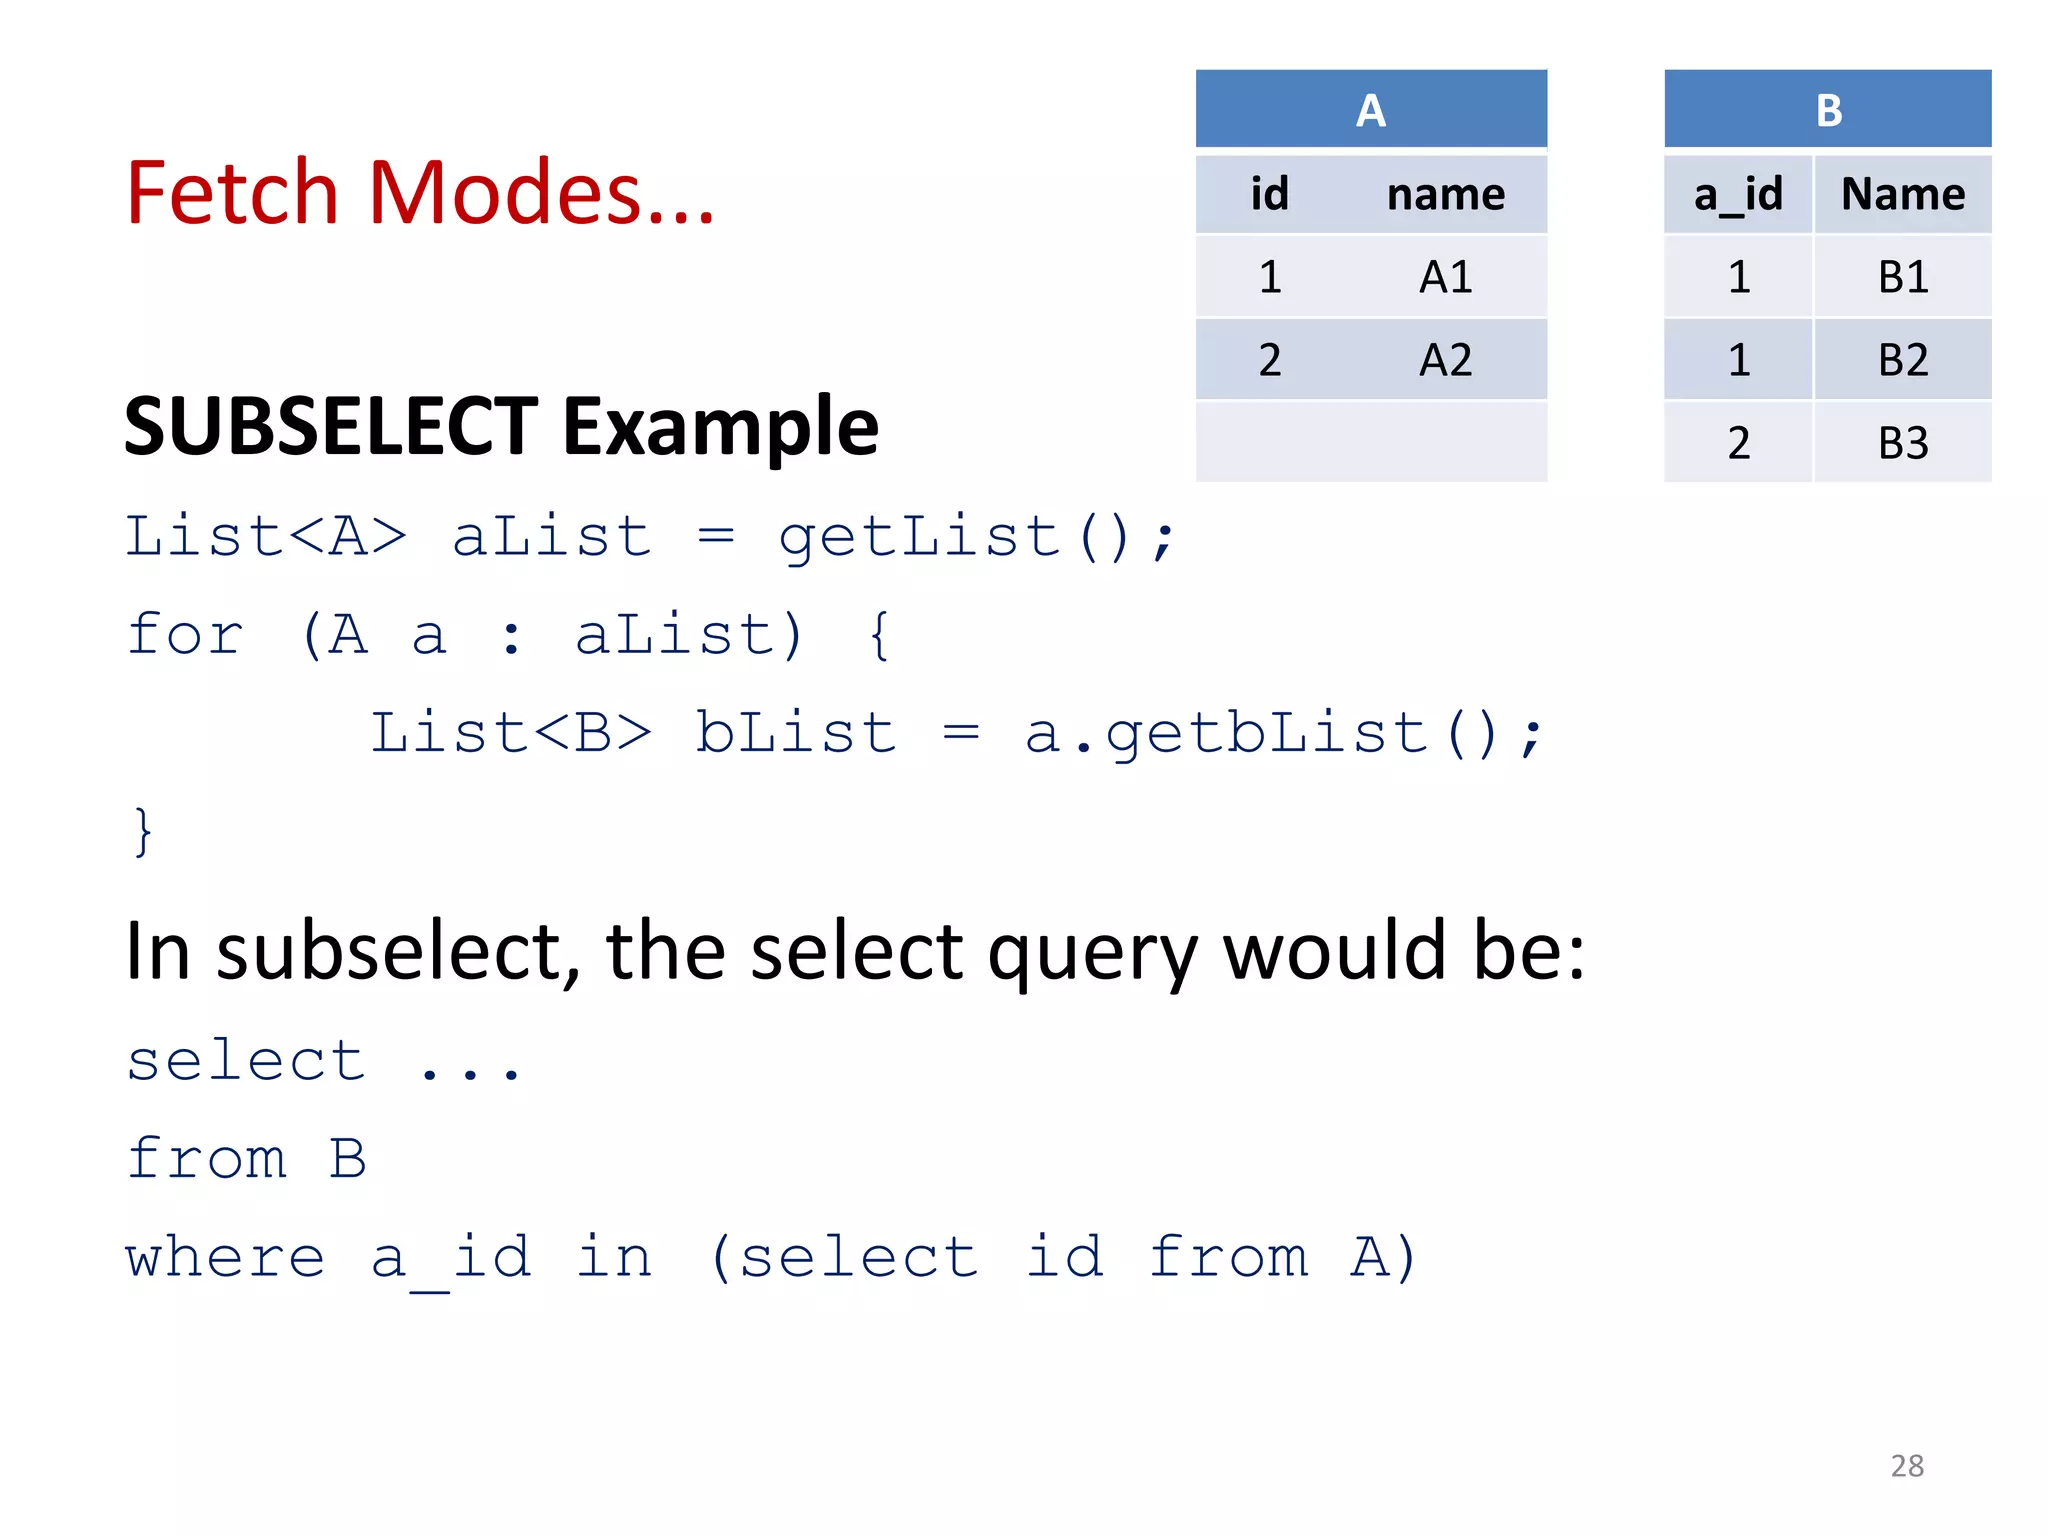 Fetch Modes...
A
id name
1 A1
2 A2
B
a_id Name
1 B1
1 B2
2 B3
SUBSELECT Example
List<A> aList = getList();
for (A a : aList) {
List<B> bList = a.getbList();
}
In subselect, the select query would be:
select ...
from B
where a_id in (select id from A)
28